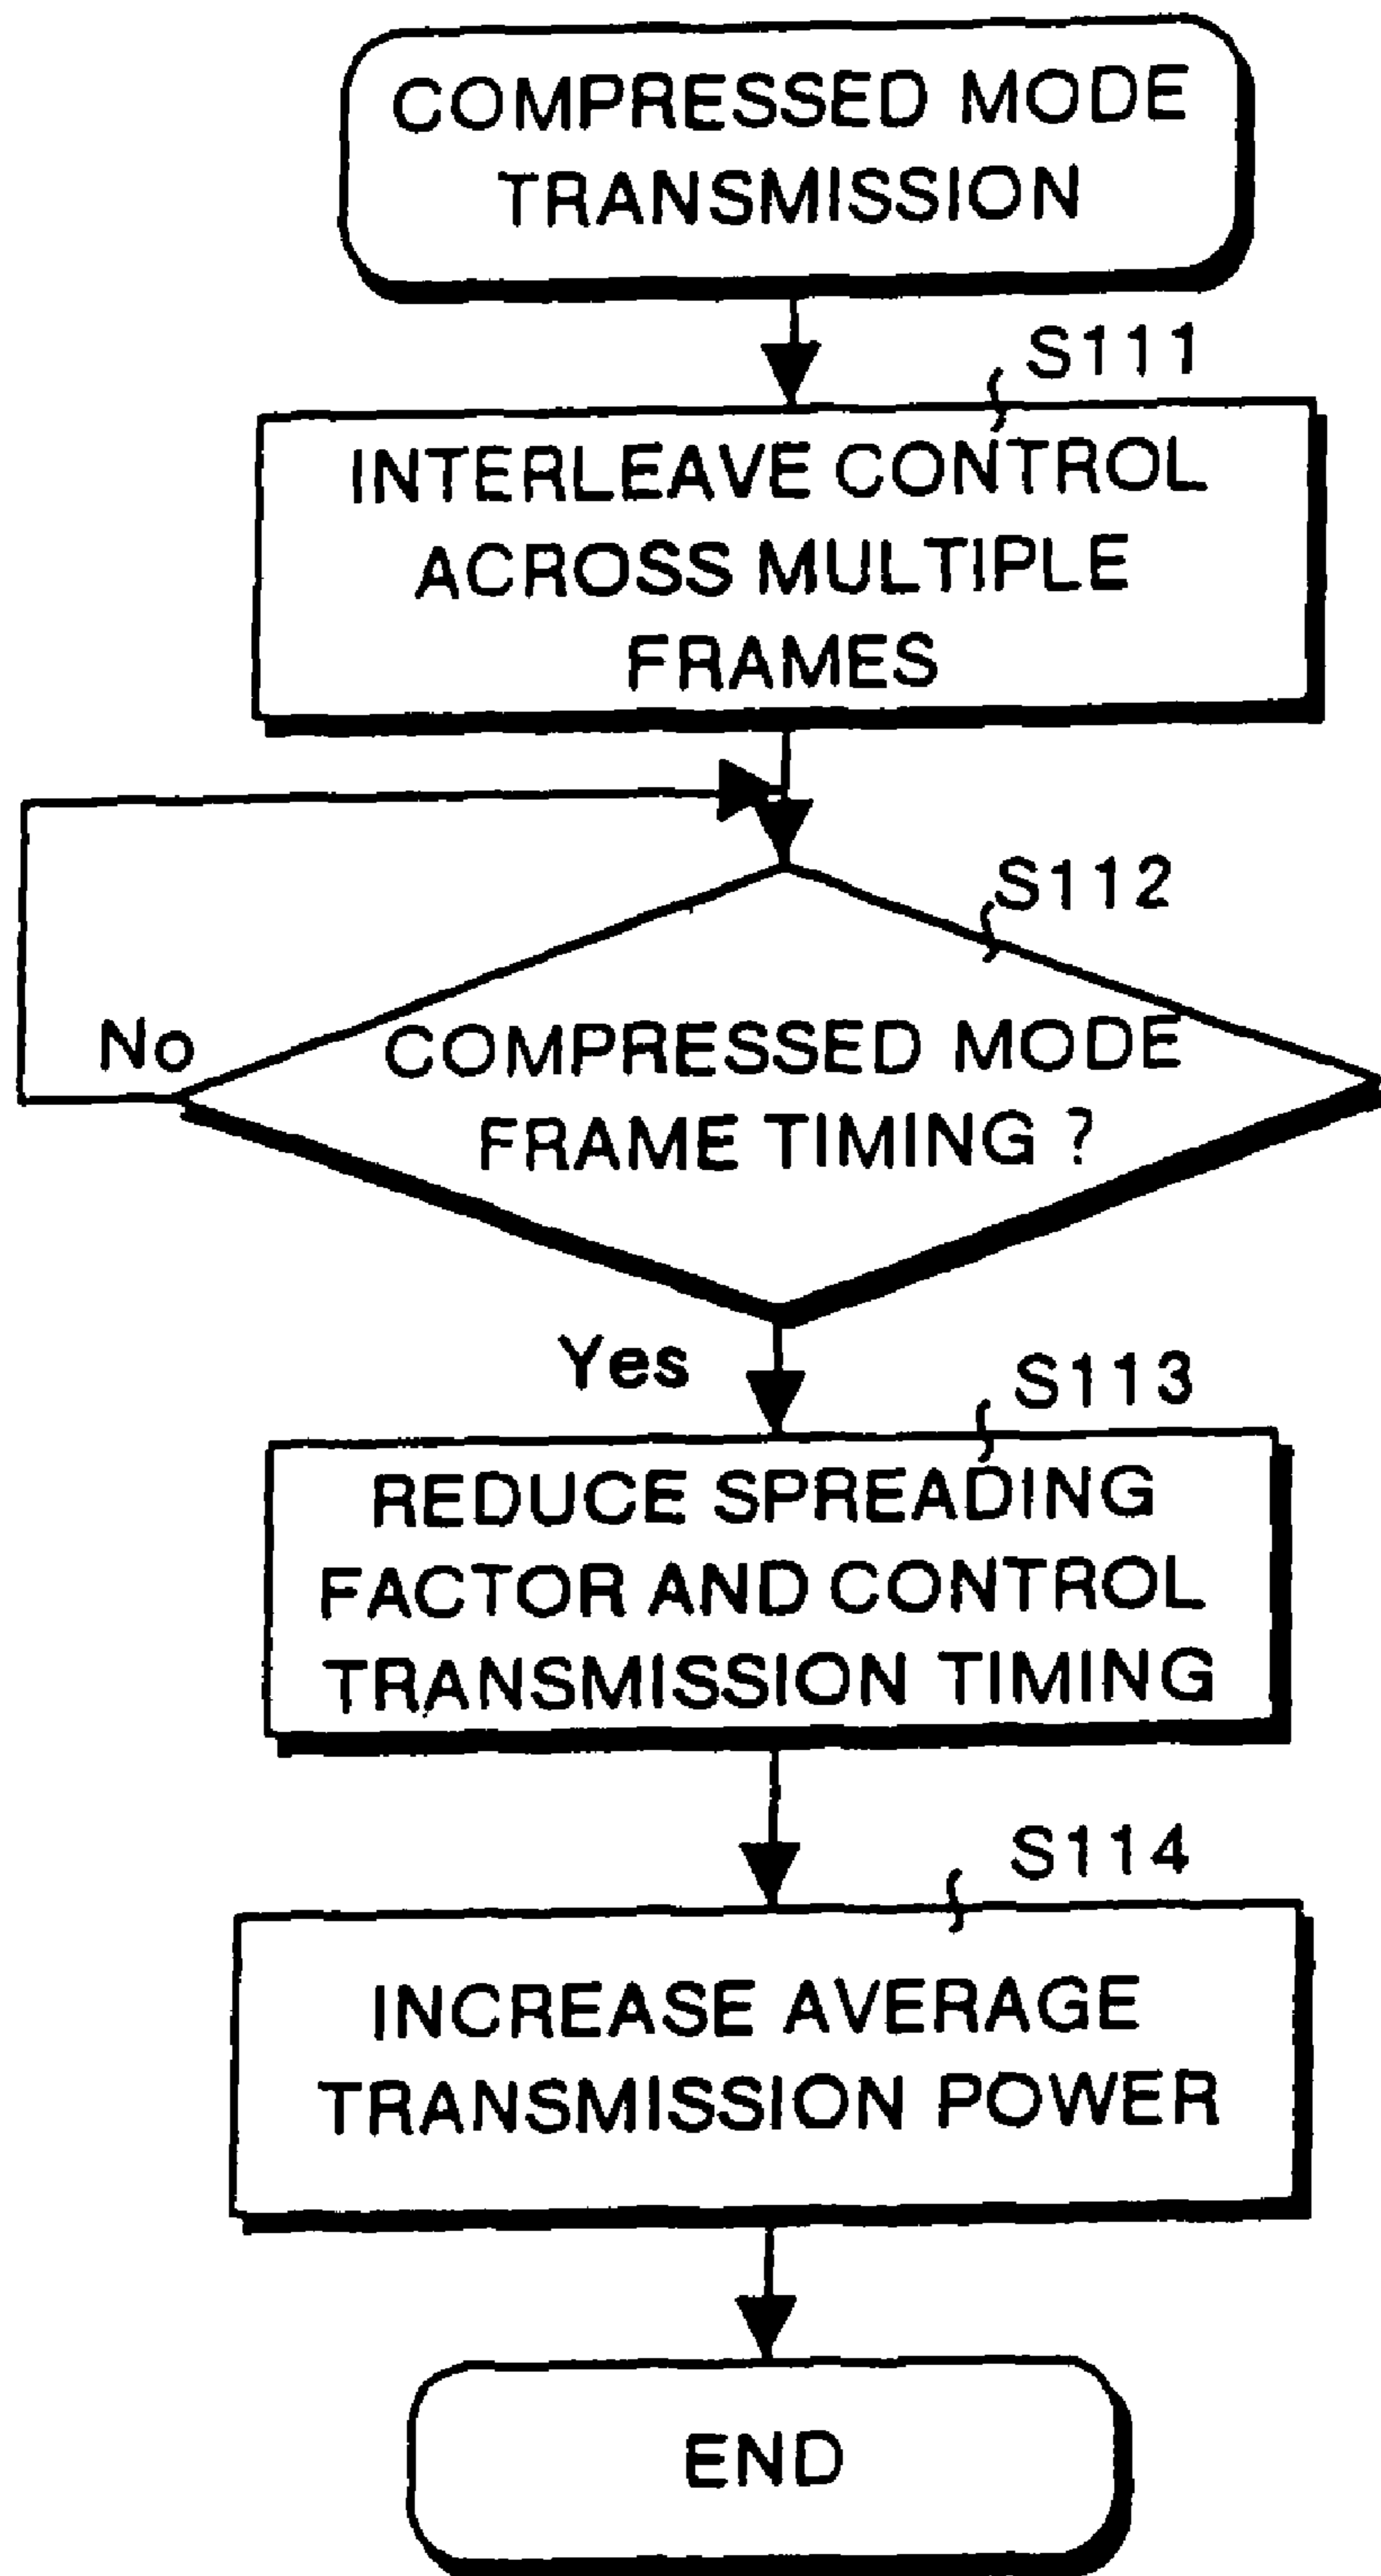 COMPRESSED MODE
TRANSMISSION
S111
INTERLEAVE CONTROL
ACROSS MULTIPLE
FRAMES
S112
No
COMPRESSED MODE
FRAME TIMING ?
Yes
S113
REDUCE SPREADING
FACTOR AND CONTROL
TRANSMISSION TIMING
S114
INCREASE AVERAGE
TRANSMISSION POWER
END